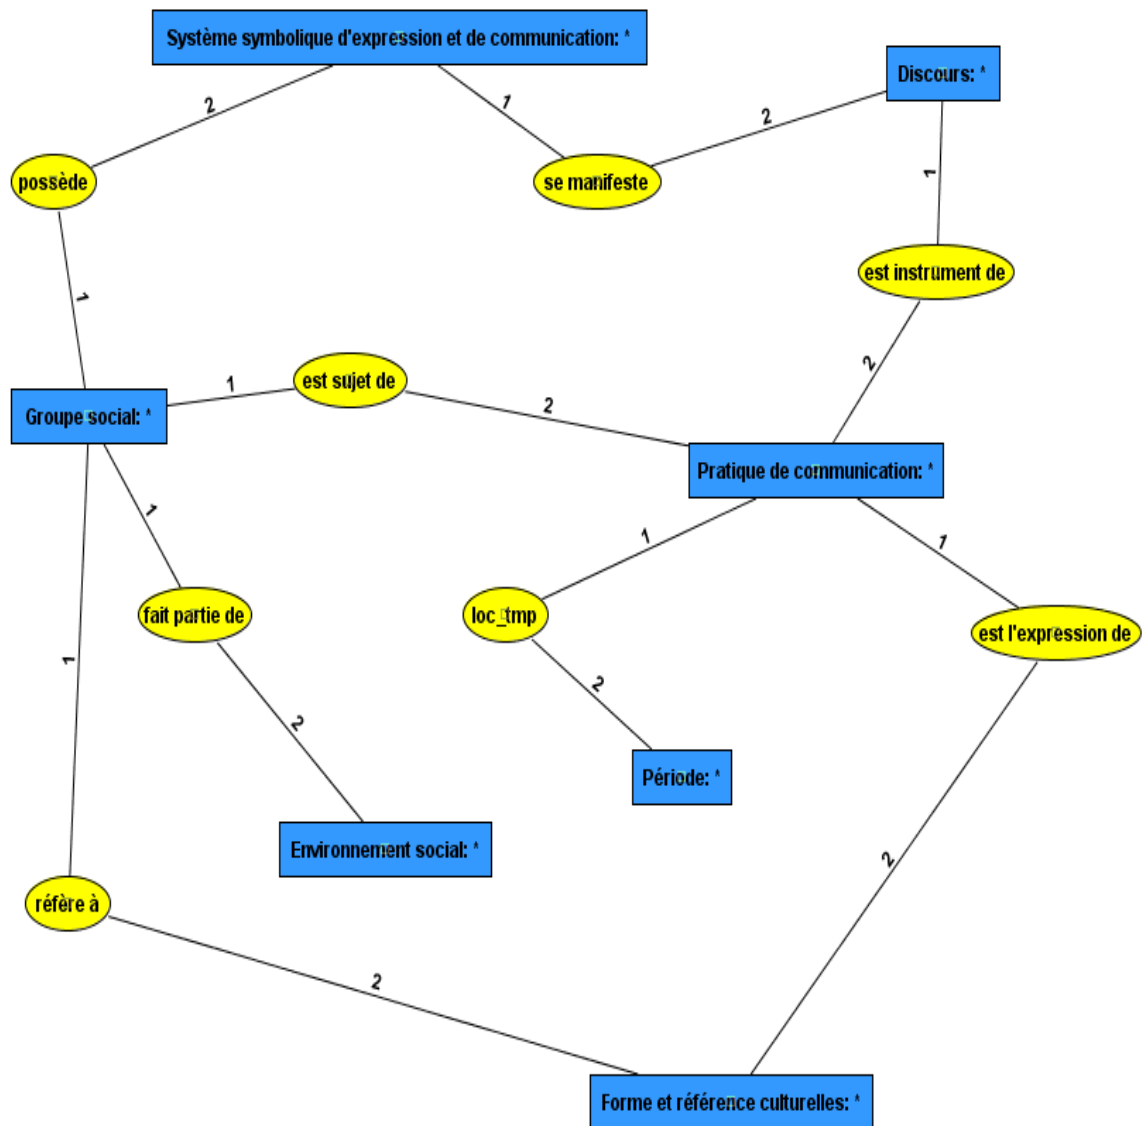 Système symbolique d'expression et de communication: *
Discours: *
2
1
2
possède
se manifeste
1
est instrument de
1
2
est sujet de
1
2
Groupe social: *
Pratique de communication: *
1
1
1
fait partie de
loc_tmp
est l'expression de
1
2
2
Période: *
Environnement social: *
2
réfère à
2
Forme et référence culturelles: *